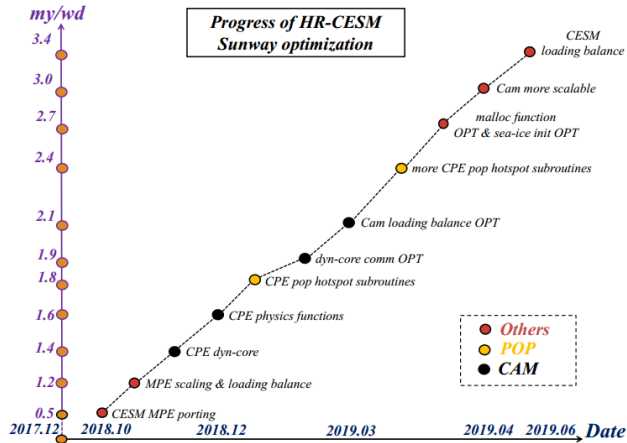 my/wd
Progress of HR-CESM
Sunway optimization
3.4
3.0
2.7
2.4
2.1
1.9
1.8
1.6
1.4
1.2
0.5
CESM
loading balance
Cam more scalable
malloc function
OPT & sea-ice init OPT
more CPE pop hotspot subroutines
Cam loading balance OPT
dyn-core comm OPT
CPE pop hotspot subroutines
CPE physics functions
CPE dyn-core
MPE scaling & loading balance
CESM MPE porting
Others
POP
CAM
2017.12 2018.10 2018.12 2019.03 2019.04 2019.06 Date